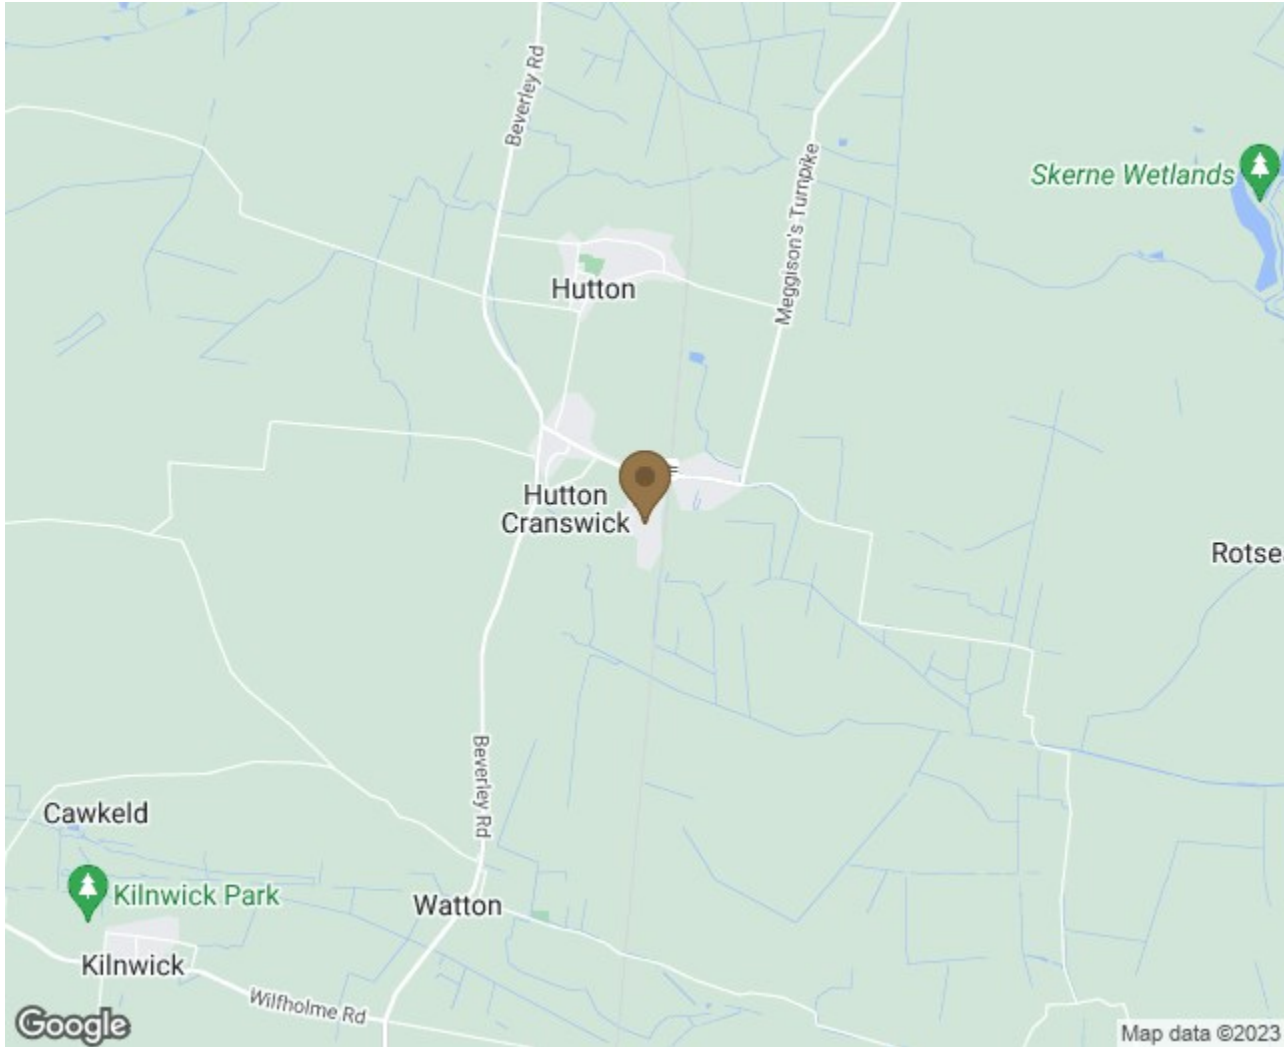 Beverley Rd
Meggison's Turnpike
Skerne Wetlands
Hutton
Hutton
Cranswick
Rotse
Beverley Rd
Cawkeld
Kilnwick Park
Watton
Kilnwick
Wilfholme Rd
Google
Map data ©2023